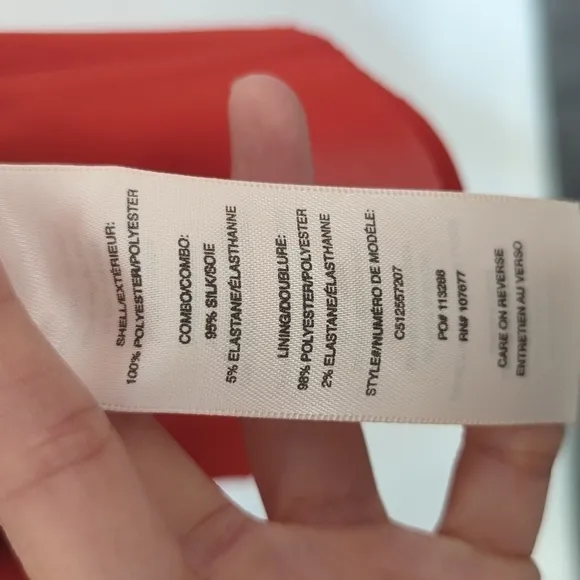 SHELL/EXTÉRIEUR:
100% POLYESTER/POLYESTER
COMBO/COMBO:
95% SILK/SOIE
5% ELASTANE/ÉLASTHANNE
LINING/DOUBLURE:
98% POLYESTER/POLYESTER
2% ELASTANE/ÉLASTHANNE
STYLE#/NUMÉRO DE MODÈLE:
C512557207
PO# 113288
RN# 107677
CARE ON REVERSE
ENTRETIEN AU VERSO